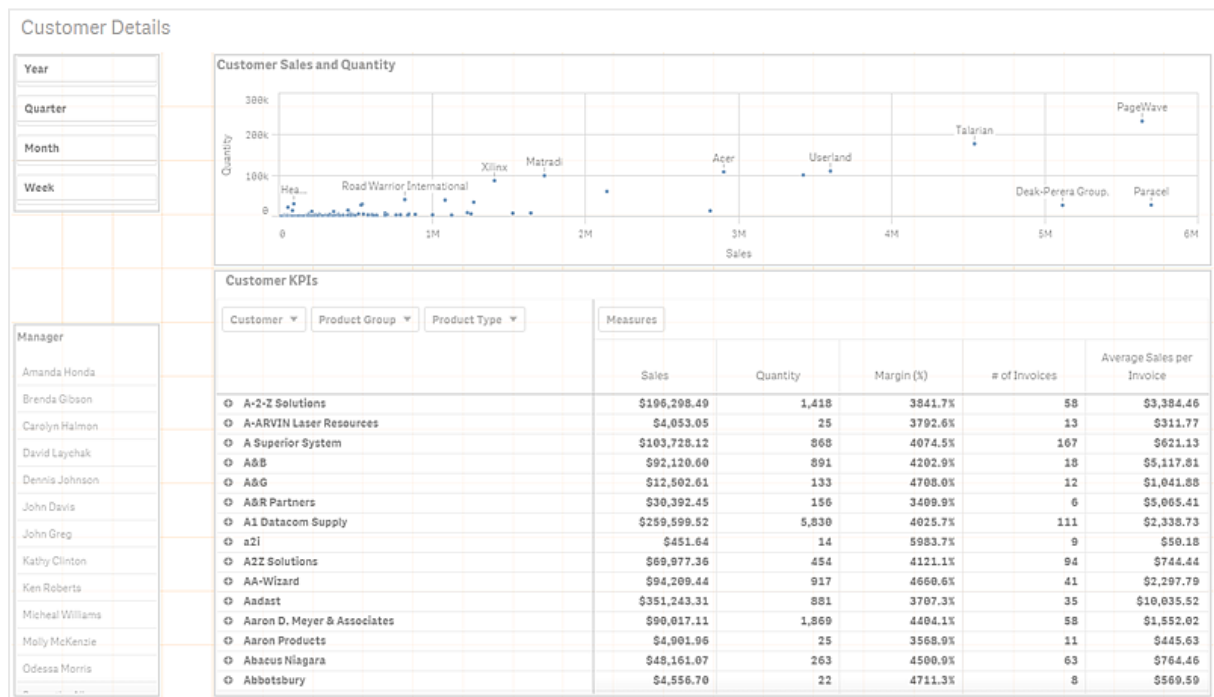 Customer Details
Year
Quarter
Month
Week
Manager
Amanda Honda
Brenda Gibson
Carolyn Halmon
David Laychak
Dennis Johnson
John Davis
John Greg
Kathy Clinton
Ken Roberts
Micheal Williams
Molly McKenzie
Odessa Morris
Customer Sales and Quantity
Quantity
300k
200k
100k
0
PageWave
Talarian
Xilinx Matradi Acer Userland
Hea... Road Warrior International Deak-Perera Group. Paracel
0 1M 2M 3M 4M 5M 6M
Sales
Customer KPIs
Customer Product Group Product Type Measures
Sales Quantity Margin (%) # of Invoices Average Sales per Invoice
A-2-Z Solutions $196,298.49 1,418 3841.7% 58 $3,384.46
A-ARVIN Laser Resources $4,053.05 25 3792.6% 13 $311.77
A Superior System $103,728.12 868 4074.5% 167 $621.13
A&B $92,120.60 891 4202.9% 18 $5,117.81
A&G $12,502.61 133 4708.0% 12 $1,041.88
A&R Partners $30,392.45 156 3409.9% 6 $5,065.41
A1 Datacom Supply $259,599.52 5,830 4025.7% 111 $2,338.73
a2i $451.64 14 5983.7% 9 $50.18
A2Z Solutions $69,977.36 454 4121.1% 94 $744.44
AA-Wizard $94,209.44 917 4660.6% 41 $2,297.79
Aadast $351,243.31 881 3707.3% 35 $10,035.52
Aaron D. Meyer & Associates $90,017.11 1,869 4404.1% 58 $1,552.02
Aaron Products $4,901.96 25 3568.9% 11 $445.63
Abacus Niagara $48,161.07 263 4500.9% 63 $764.46
Abbotsbury $4,556.70 22 4711.3% 8 $569.59